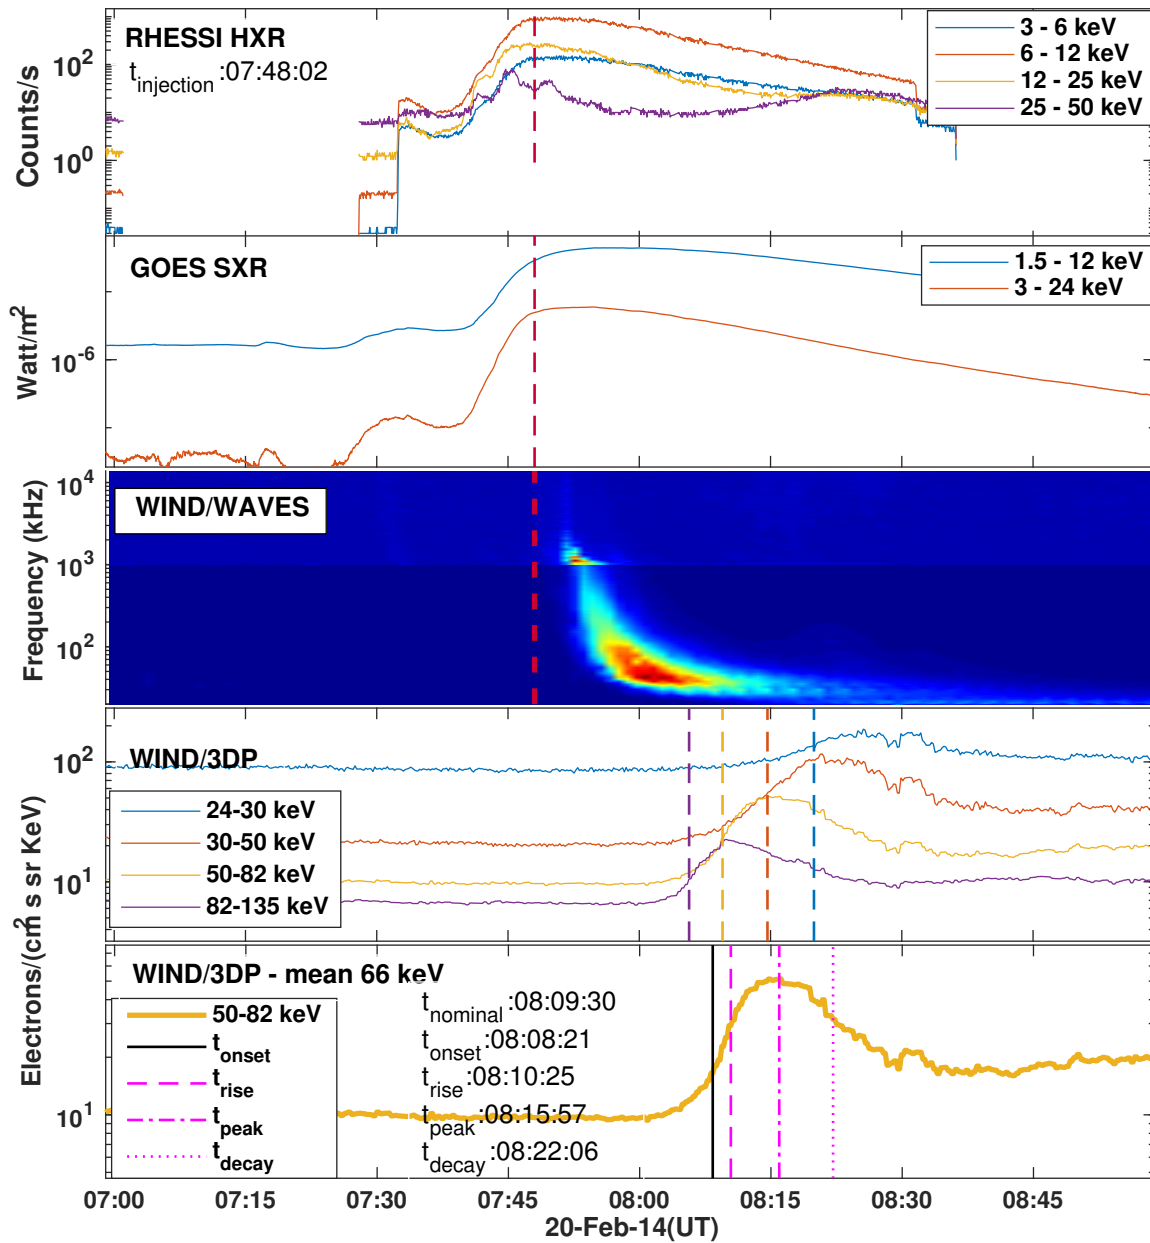 RHESSI HXR
t_injection :07:48:02
Counts/s
10^2
10^0
3 - 6 keV
6 - 12 keV
12 - 25 keV
25 - 50 keV
GOES SXR
Watt/m^2
10^-6
1.5 - 12 keV
3 - 24 keV
WIND/WAVES
Frequency (kHz)
10^4
10^3
10^2
WIND/3DP
10^2
10^1
24-30 keV
30-50 keV
50-82 keV
82-135 keV
Electrons/(cm^2 s sr KeV)
WIND/3DP - mean 66 keV
50-82 keV
t_onset
t_rise
t_peak
t_decay
t_nominal :08:09:30
t_onset :08:08:21
t_rise :08:10:25
t_peak :08:15:57
t_decay :08:22:06
10^1
07:00 07:15 07:30 07:45 08:00 08:15 08:30 08:45
20-Feb-14(UT)